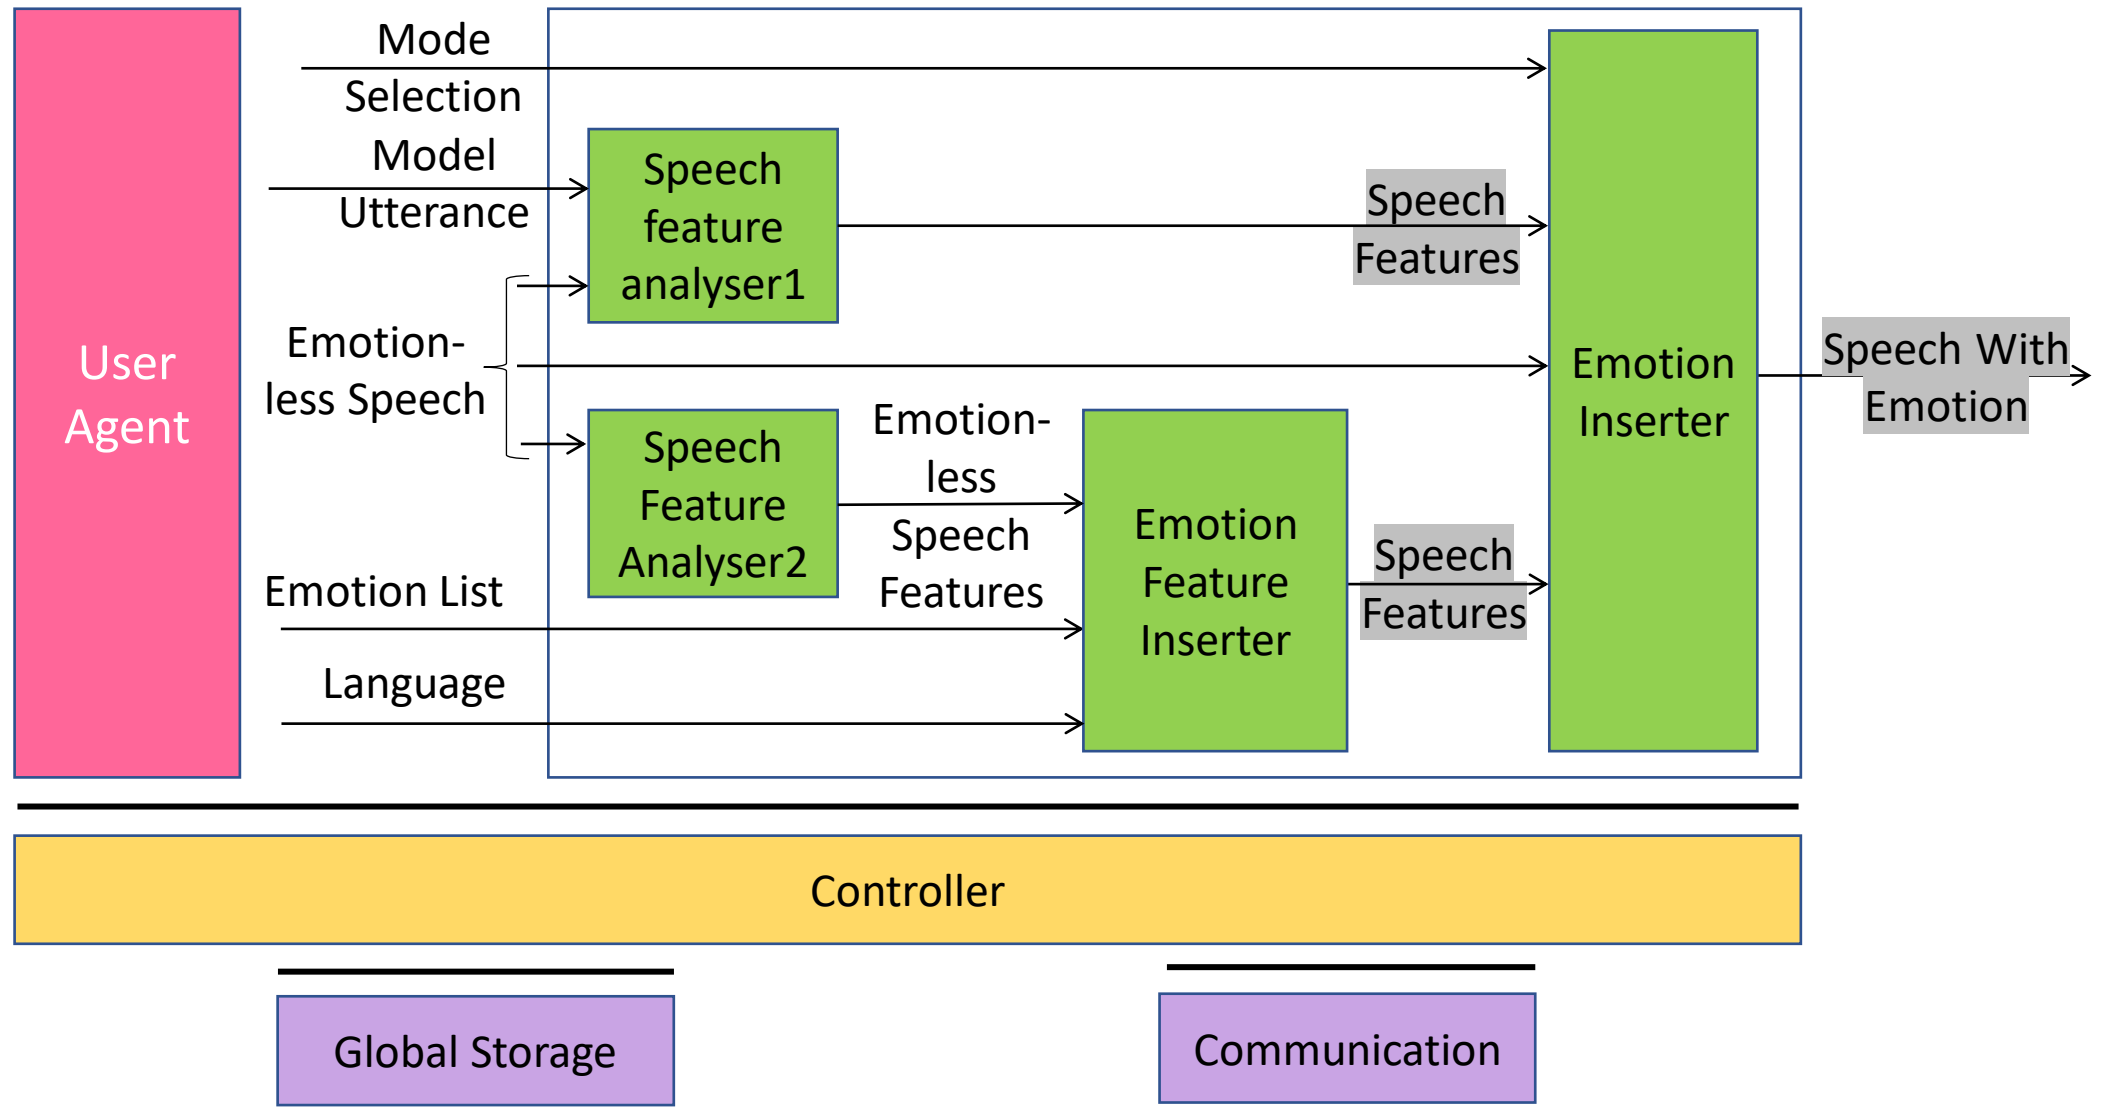 User
Agent
Mode
Selection
Model
Utterance
Emotion-
less Speech
Emotion List
Language
Speech
feature
analyser1
Speech
Feature
Analyser2
Emotion-
less
Speech
Features
Emotion
Feature
Inserter
Speech
Features
Speech
Features
Emotion
Inserter
Speech With
Emotion
Controller
Global Storage
Communication